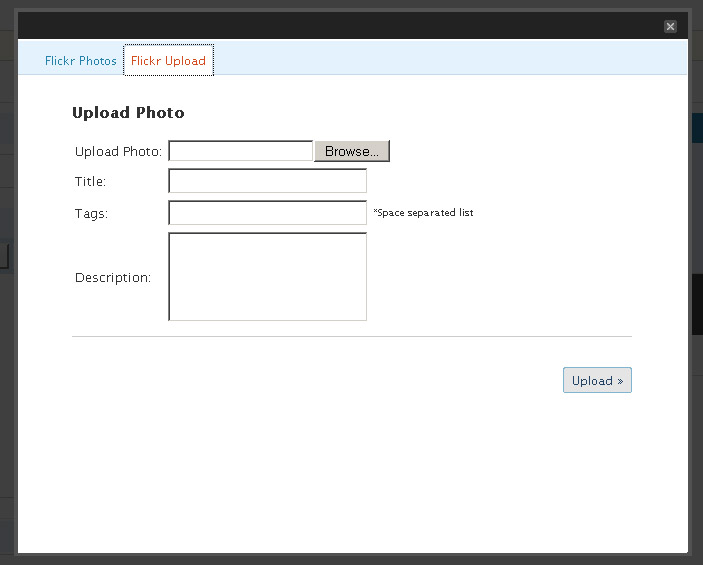 Flickr Photos Flickr Upload
Upload Photo
Upload Photo: Browse...
Title:
Tags: *Space separated list
Description:
Upload »